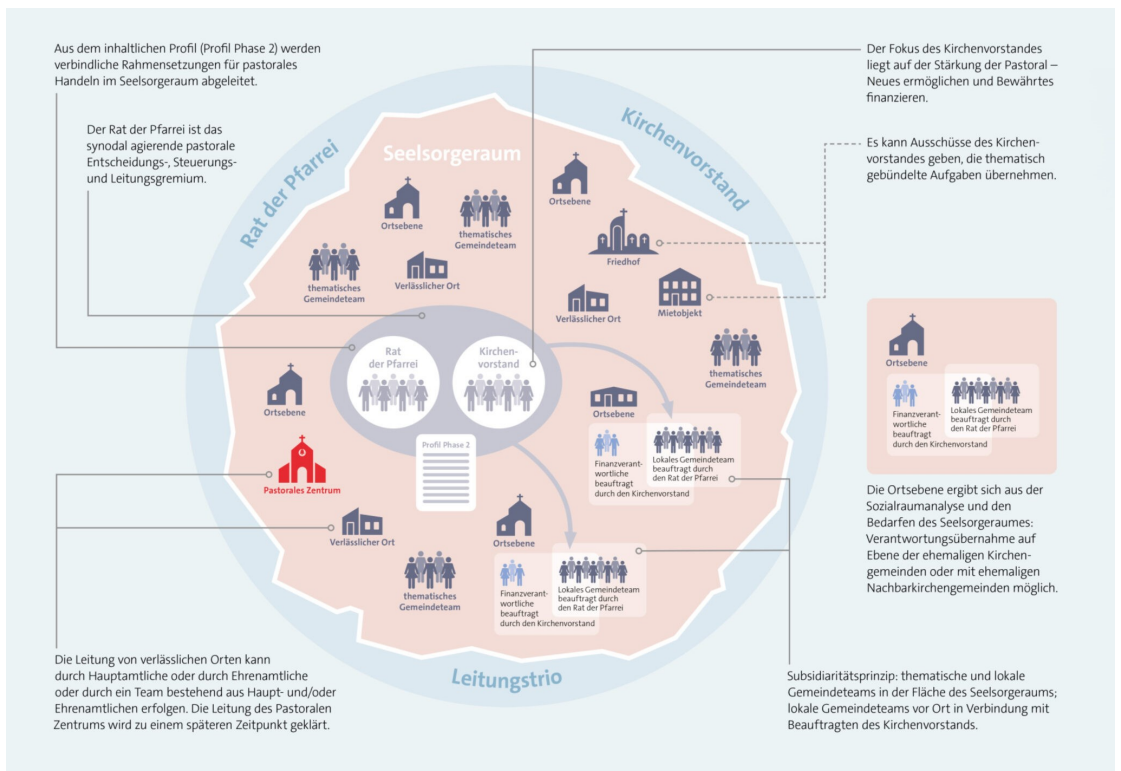 Aus dem inhaltlichen Profil (Profil Phase 2) werden
verbindliche Rahmensetzungen für pastorales
Handeln im Seelsorgeraum abgeleitet.
Der Rat der Pfarrei ist das
synodal agierende pastorale
Entscheidungs-, Steuerungs-
und Leitungsgremium.
Der Fokus des Kirchenvorstandes
liegt auf der Stärkung der Pastoral –
Neues ermöglichen und Bewährtes
finanzieren.
Es kann Ausschüsse des Kirchen-
vorstandes geben, die thematisch
gebündelte Aufgaben übernehmen.
Rat der Pfarrei
Kirchenvorstand
Seelsorgeraum
Ortsebene
thematisches
Gemeindeteam
Ortsebene
Friedhof
thematisches
Gemeindeteam
Verlässlicher Ort
Verlässlicher Ort
Mietobjekt
thematisches
Gemeindeteam
Rat
der Pfarrei
Kirchen-
vorstand
Ortsebene
Ortsebene
Finanzverant-
wortliche
beauftragt
durch den Kirchenvorstand
Lokales Gemeindeteam
beauftragt durch
den Rat der Pfarrei
Profil Phase 2
Pastorales Zentrum
Verlässlicher Ort
Ortsebene
Finanzverant-
wortliche
beauftragt
durch den Kirchenvorstand
Lokales Gemeindeteam
beauftragt durch
den Rat der Pfarrei
thematisches
Gemeindeteam
Leitungstrio
Ortsebene
Finanzverant-
wortliche
beauftragt
durch den Kirchenvorstand
Lokales Gemeindeteam
beauftragt durch
den Rat der Pfarrei
Die Ortsebene ergibt sich aus der
Sozialraumanalyse und den
Bedarfen des Seelsorgeraumes:
Verantwortungsübernahme auf
Ebene der ehemaligen Kirchen-
gemeinden oder mit ehemaligen
Nachbarkirchengemeinden möglich.
Die Leitung von verlässlichen Orten kann
durch Hauptamtliche oder durch Ehrenamtliche
oder durch ein Team bestehend aus Haupt- und/oder
Ehrenamtlichen erfolgen. Die Leitung des Pastoralen
Zentrums wird zu einem späteren Zeitpunkt geklärt.
Subsidiaritätsprinzip: thematische und lokale
Gemeindeteams in der Fläche des Seelsorgeraums;
lokale Gemeindeteams vor Ort in Verbindung mit
Beauftragten des Kirchenvorstands.